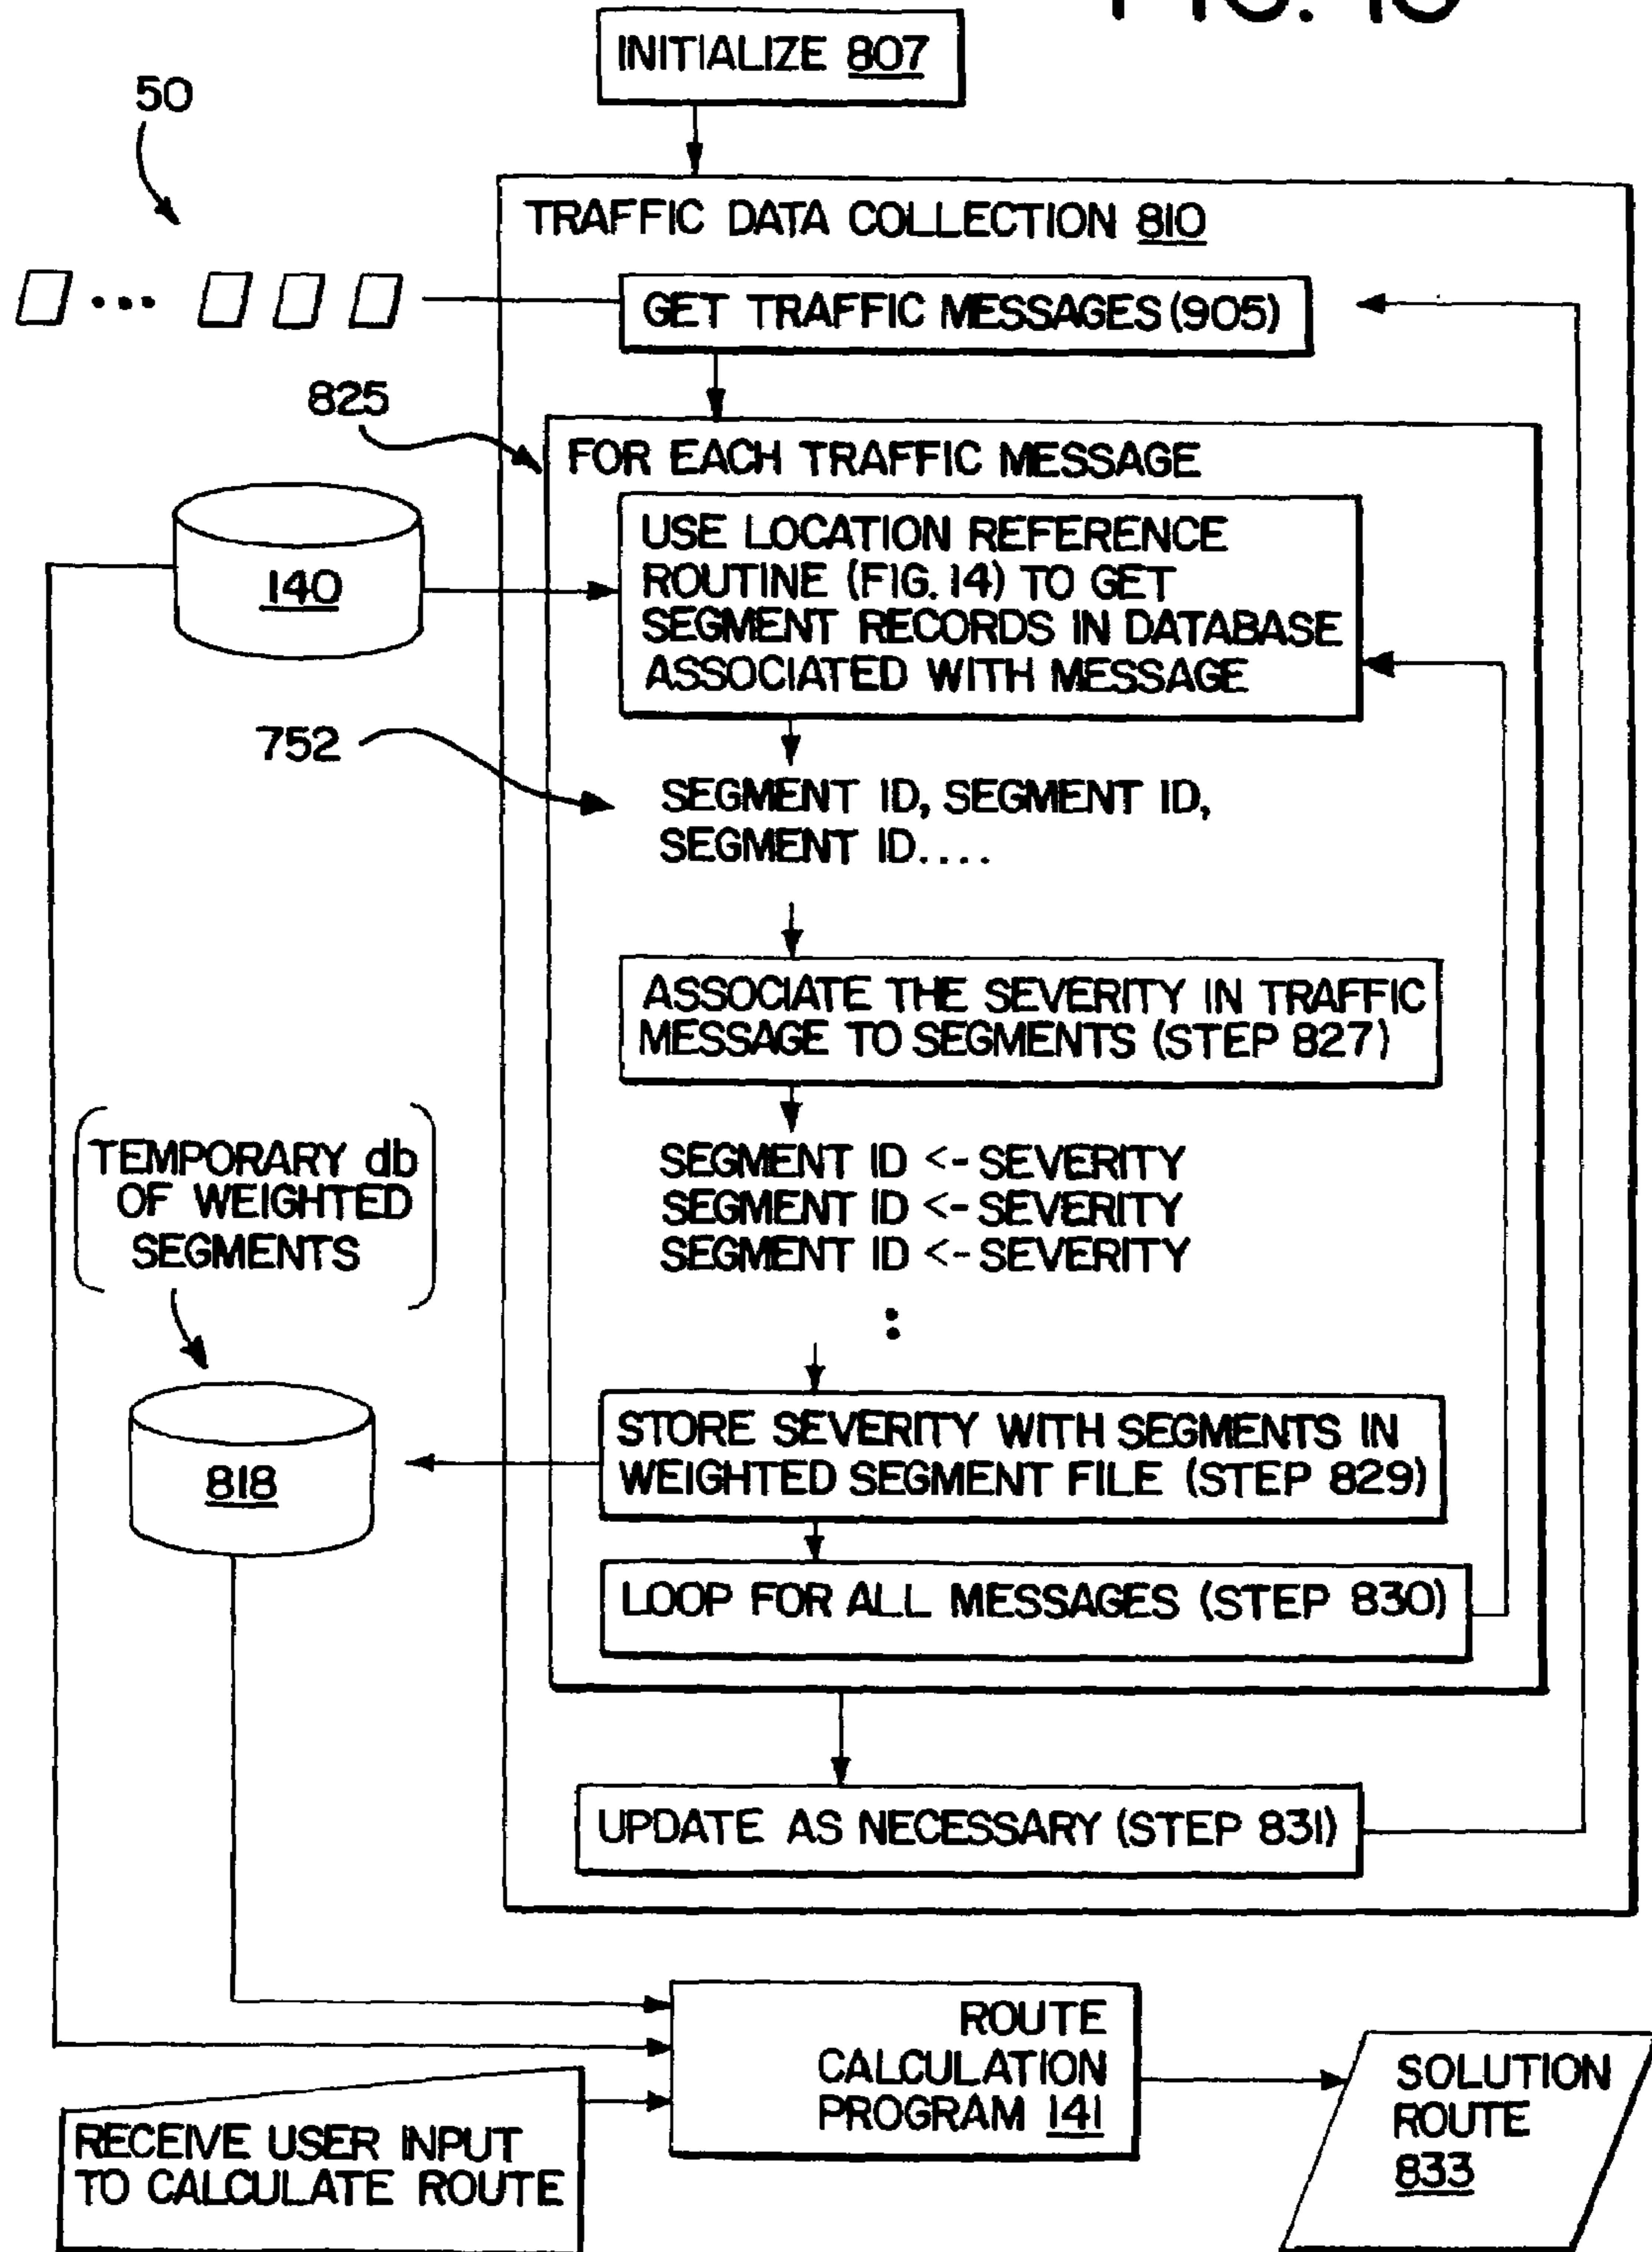 INITIALIZE 807
50
TRAFFIC DATA COLLECTION 810
GET TRAFFIC MESSAGES (905)
825
FOR EACH TRAFFIC MESSAGE
USE LOCATION REFERENCE
ROUTINE (FIG. 14) TO GET
SEGMENT RECORDS IN DATABASE
ASSOCIATED WITH MESSAGE
140
752
SEGMENT ID, SEGMENT ID,
SEGMENT ID....
ASSOCIATE THE SEVERITY IN TRAFFIC
MESSAGE TO SEGMENTS (STEP 827)
TEMPORARY db
OF WEIGHTED
SEGMENTS
SEGMENT ID <- SEVERITY
SEGMENT ID <- SEVERITY
SEGMENT ID <- SEVERITY
:
818
STORE SEVERITY WITH SEGMENTS IN
WEIGHTED SEGMENT FILE (STEP 829)
LOOP FOR ALL MESSAGES (STEP 830)
UPDATE AS NECESSARY (STEP 831)
ROUTE
CALCULATION
PROGRAM 141
RECEIVE USER INPUT
TO CALCULATE ROUTE
SOLUTION
ROUTE
833